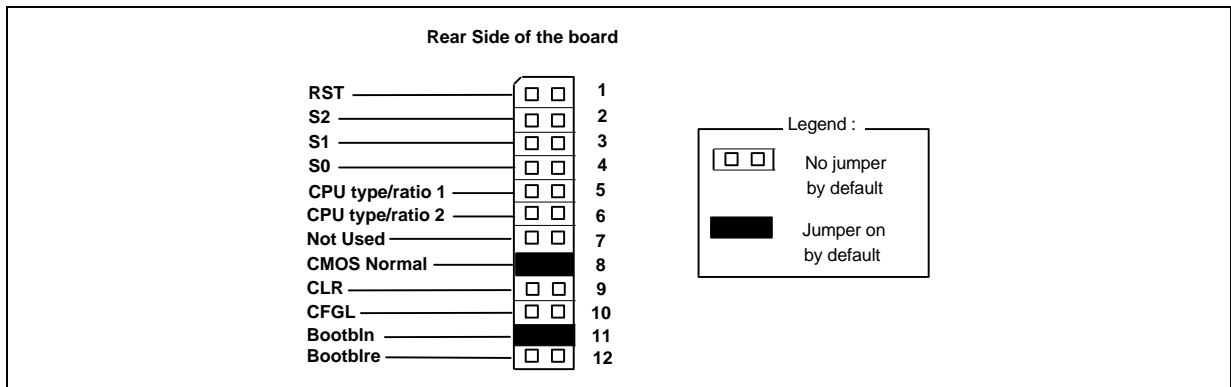 Rear Side of the board
RST 1
S2 2
S1 3
S0 4
CPU type/ratio 1 5
CPU type/ratio 2 6
Not Used 7
CMOS Normal 8
CLR 9
CFGL 10
Bootbln 11
Bootblre 12
Legend :
No jumper
by default
Jumper on
by default